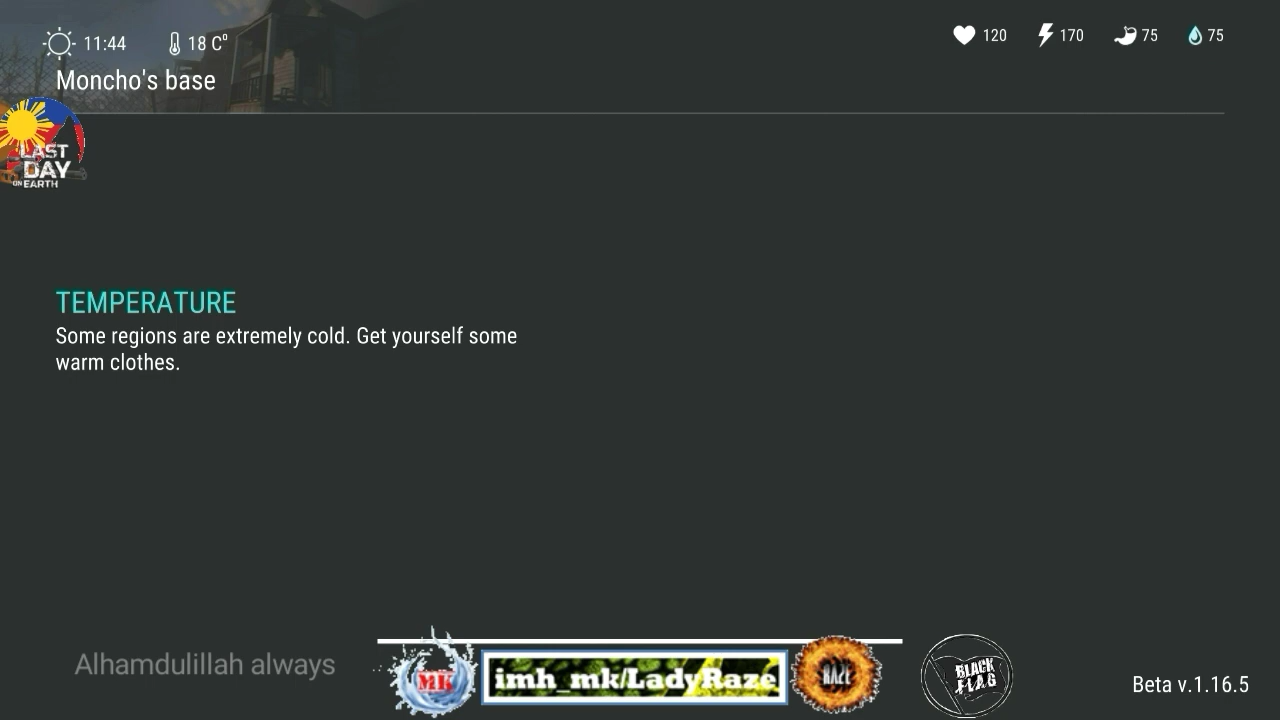 11:44
18 C°
120
170
75
75
Moncho's base
LAST
DAY
ON EARTH
TEMPERATURE
Some regions are extremely cold. Get yourself some
warm clothes.
Alhamdulillah always
MK
imh_mk/LadyRaze
RAZE
BLACK
FLAG
Beta v.1.16.5